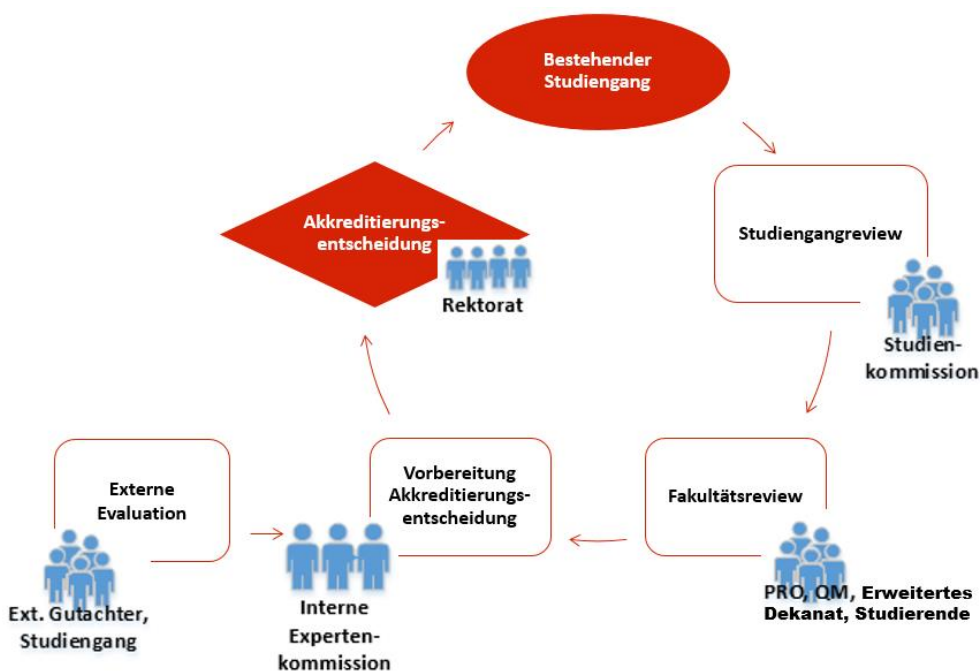 Bestehender
Studiengang
Akkreditierungs-
entscheidung
Rektorat
Studiengangreview
Studien-
kommission
Externe
Evaluation
Ext. Gutachter,
Studiengang
Vorbereitung
Akkreditierungs-
entscheidung
Interne
Experten-
kommission
Fakultätsreview
PRO, QM, Erweitertes
Dekanat, Studierende